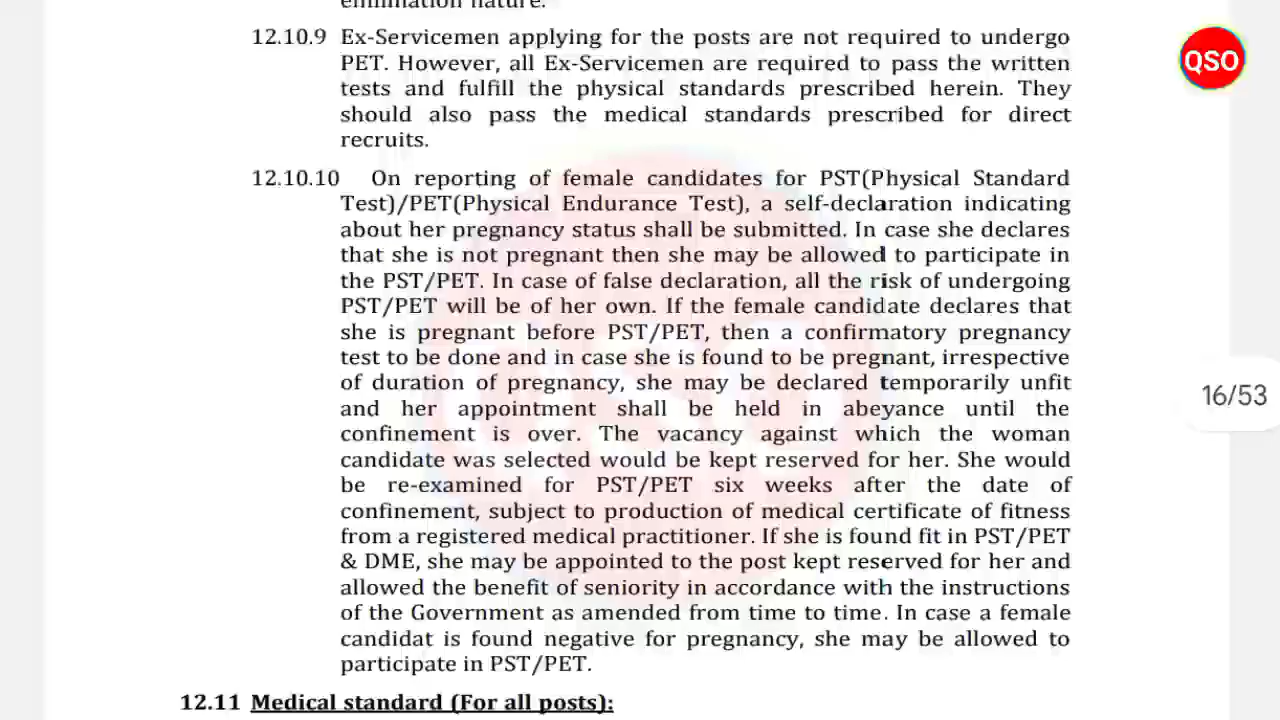 12.10.9 Ex-Servicemen applying for the posts are not required to undergo
PET. However, all Ex-Servicemen are required to pass the written
tests and fulfill the physical standards prescribed herein. They
should also pass the medical standards prescribed for direct
recruits.
12.10.10 On reporting of female candidates for PST(Physical Standard
Test)/PET(Physical Endurance Test), a self-declaration indicating
about her pregnancy status shall be submitted. In case she declares
that she is not pregnant then she may be allowed to participate in
the PST/PET. In case of false declaration, all the risk of undergoing
PST/PET will be of her own. If the female candidate declares that
she is pregnant before PST/PET, then a confirmatory pregnancy
test to be done and in case she is found to be pregnant, irrespective
of duration of pregnancy, she may be declared temporarily unfit
and her appointment shall be held in abeyance until the
confinement is over. The vacancy against which the woman
candidate was selected would be kept reserved for her. She would
be re-examined for PST/PET six weeks after the date of
confinement, subject to production of medical certificate of fitness
from a registered medical practitioner. If she is found fit in PST/PET
& DME, she may be appointed to the post kept reserved for her and
allowed the benefit of seniority in accordance with the instructions
of the Government as amended from time to time. In case a female
candidat is found negative for pregnancy, she may be allowed to
participate in PST/PET.
12.11 Medical standard (For all posts):
QSO
16/53